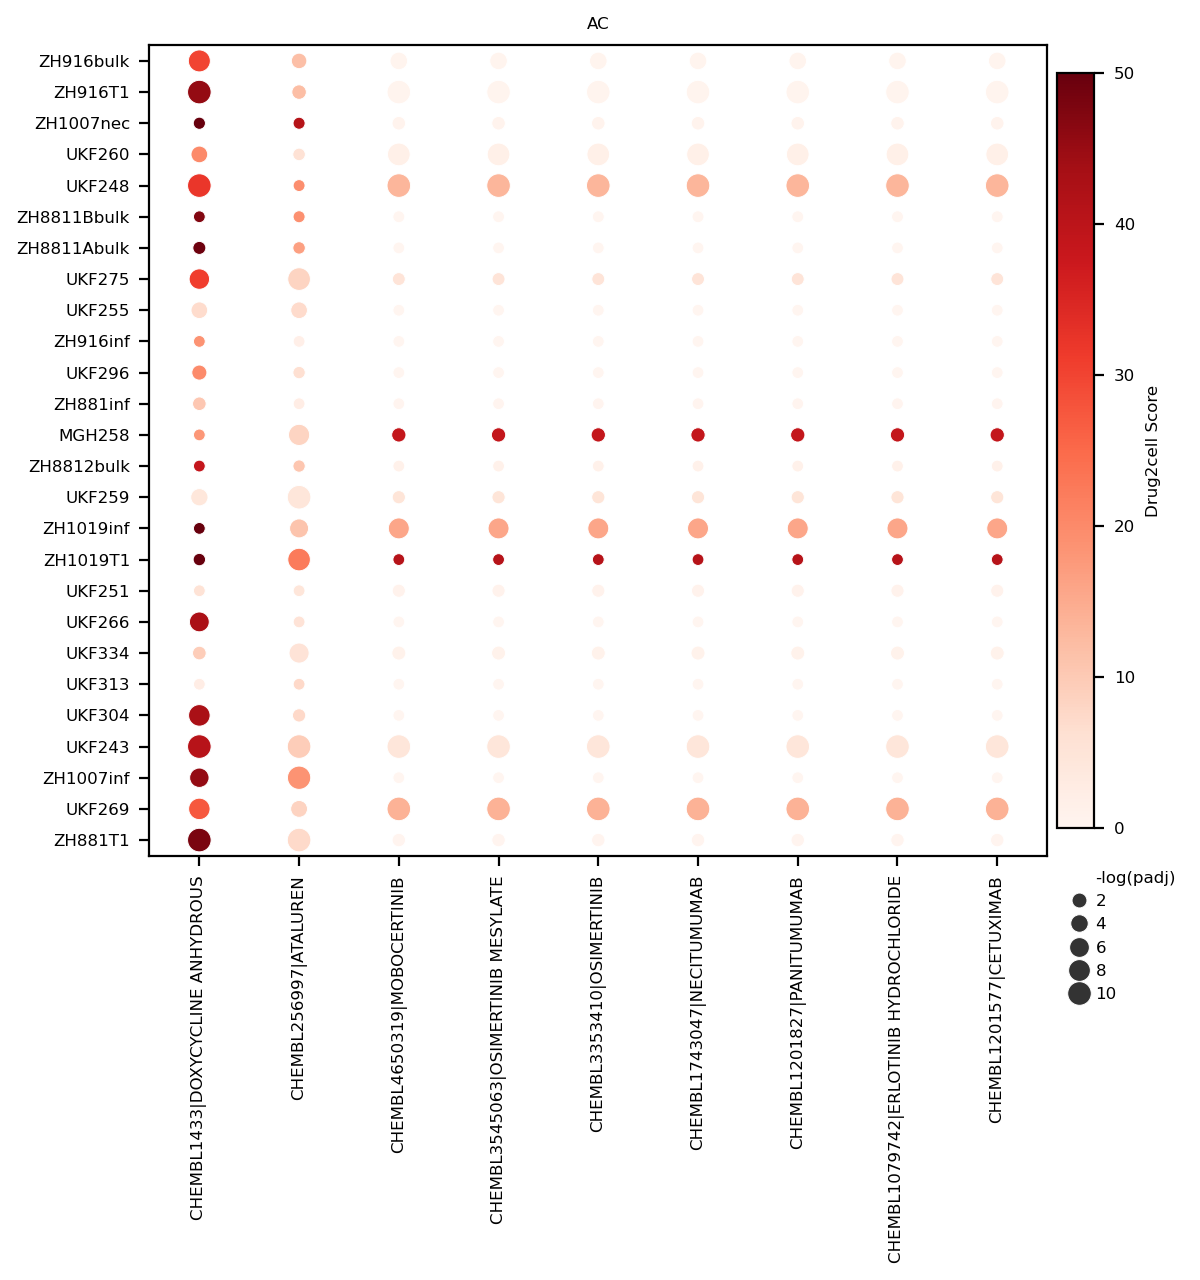 AC
ZH916bulk
ZH916T1
ZH1007nec
UKF260
UKF248
ZH8811Bbulk
ZH8811Abulk
UKF275
UKF255
ZH916inf
UKF296
ZH881inf
MGH258
ZH8812bulk
UKF259
ZH1019inf
ZH1019T1
UKF251
UKF266
UKF334
UKF313
UKF304
UKF243
ZH1007inf
UKF269
ZH881T1
50
40
30
20
10
0
Drug2cell Score
-log(padj)
2
4
6
8
10
CHEMBL1433|DOXYCYCLINE ANHYDROUS
CHEMBL256997|ATALUREN
CHEMBL4650319|MOBOCERTINIB
CHEMBL3545063|OSIMERTINIB MESYLATE
CHEMBL3353410|OSIMERTINIB
CHEMBL1743047|NECITUMUMAB
CHEMBL1201827|PANITUMUMAB
CHEMBL1079742|ERLOTINIB HYDROCHLORIDE
CHEMBL1201577|CETUXIMAB